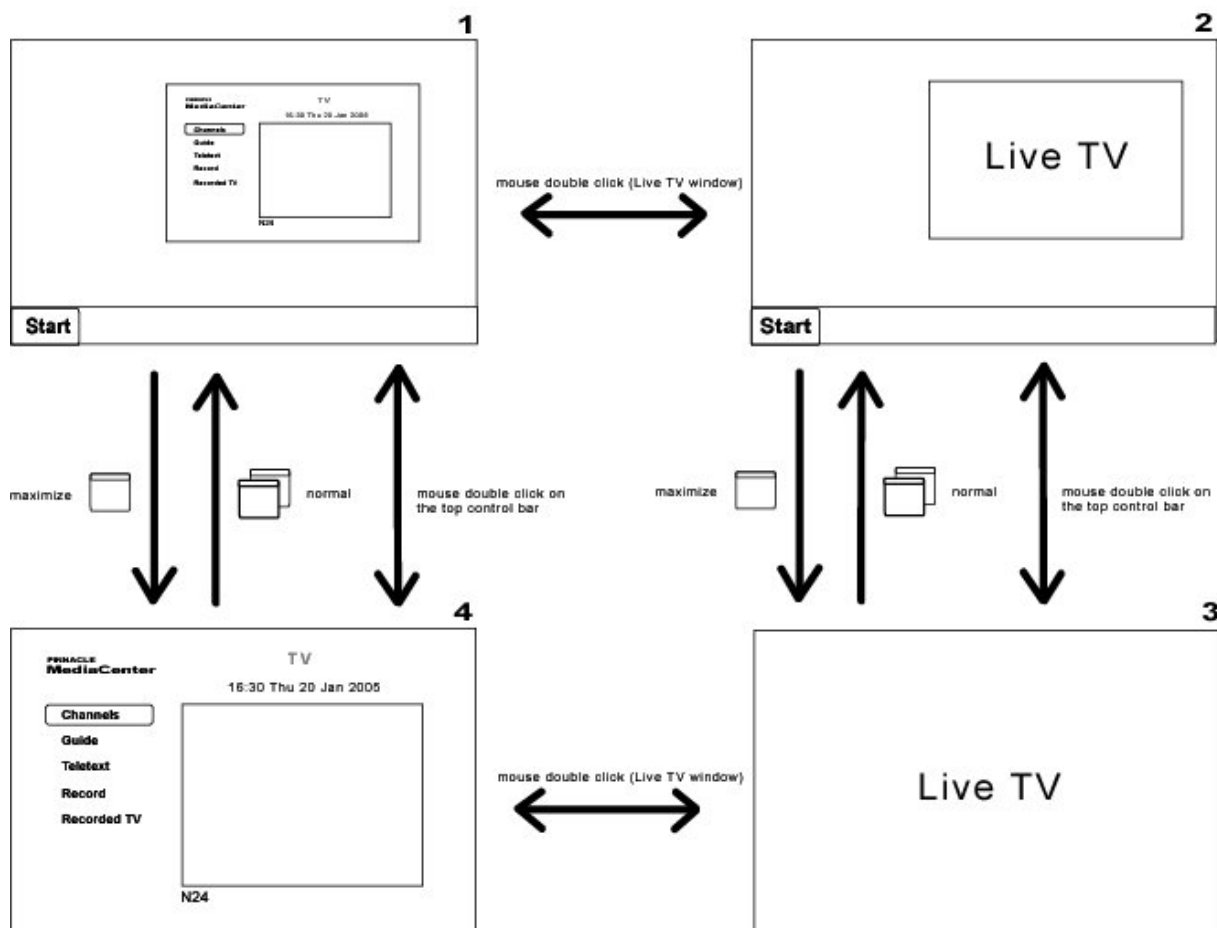 1
PINNACLE
MediaCenter
TV
16:30 Thu 20 Jan 2005
Channels
Guide
Teletext
Record
Recorded TV
N24
Start
mouse double click (Live TV window)
2
Live TV
Start
maximize
normal
mouse double click on
the top control bar
maximize
normal
mouse double click on
the top control bar
4
PINNACLE
MediaCenter
TV
16:30 Thu 20 Jan 2005
Channels
Guide
Teletext
Record
Recorded TV
N24
mouse double click (Live TV window)
3
Live TV